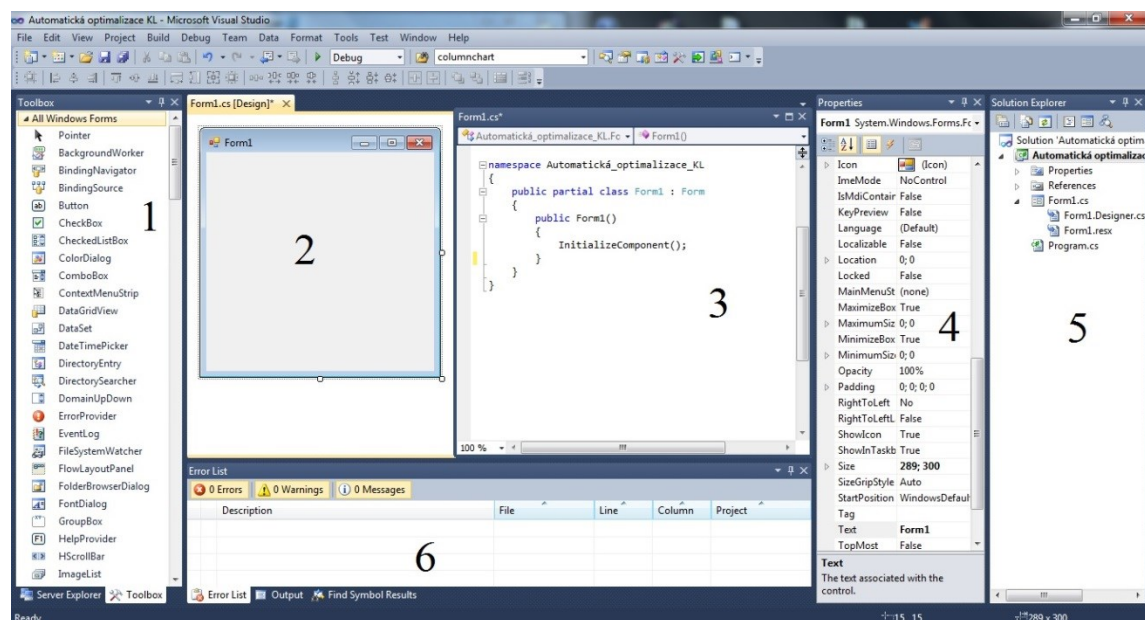 Automatická optimalizace KL - Microsoft Visual Studio
File Edit View Project Build Debug Team Data Format Tools Test Window Help
Debug columnchart
Toolbox
All Windows Forms
Pointer
BackgroundWorker
BindingNavigator
BindingSource
Button
CheckBox
CheckedListBox
ColorDialog
ComboBox
ContextMenuStrip
DataGridView
DataSet
DateTimePicker
DirectoryEntry
DirectorySearcher
DomainUpDown
ErrorProvider
EventLog
FileSystemWatcher
FlowLayoutPanel
FolderBrowserDialog
FontDialog
GroupBox
HelpProvider
HScrollBar
ImageList
1
Server Explorer Toolbox
Form1.cs [Design]*
Form1
2
Form1.cs*
Automatická_optimalizace_KL.Fo Form1()
namespace Automatická_optimalizace_KL
{
public partial class Form1 : Form
{
public Form1()
{
InitializeComponent();
}
}
}
3
100 %
Error List
0 Errors 0 Warnings 0 Messages
Description File Line Column Project
6
Error List Output Find Symbol Results
Properties
Form1 System.Windows.Forms.Fc
Icon (Icon)
ImeMode NoControl
IsMdiContair False
KeyPreview False
Language (Default)
Localizable False
Location 0; 0
Locked False
MainMenuSt (none)
MaximizeBox True
MaximumSiz 0; 0
MinimizeBox True
MinimumSiz 0; 0
Opacity 100%
Padding 0; 0; 0; 0
RightToLeft No
RightToLeftL False
ShowIcon True
ShowInTaskb True
Size 289; 300
SizeGripStyle Auto
StartPosition WindowsDefaul
Tag
Text Form1
TopMost False
4
Text
The text associated with the
control.
Solution Explorer
Solution 'Automatická optim
Automatická optimalizac
Properties
References
Form1.cs
Form1.Designer.cs
Form1.resx
Program.cs
5
Ready 15, 15 289 x 300